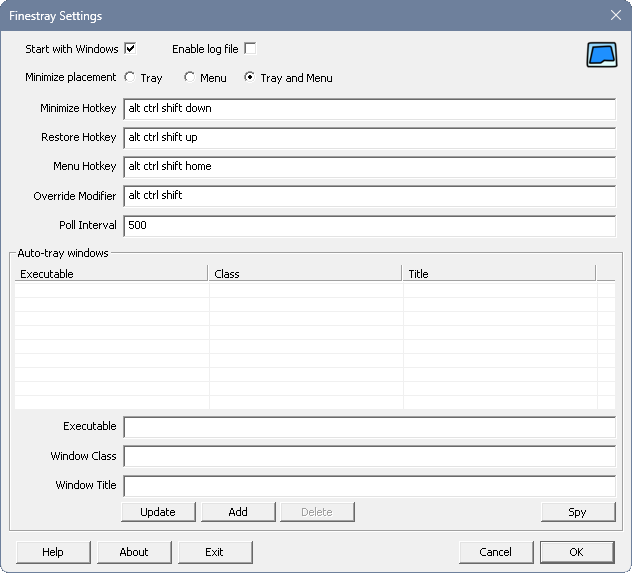 Finestray Settings
Start with Windows Enable log file
Minimize placement Tray Menu Tray and Menu
Minimize Hotkey alt ctrl shift down
Restore Hotkey alt ctrl shift up
Menu Hotkey alt ctrl shift home
Override Modifier alt ctrl shift
Poll Interval 500
Auto-tray windows
Executable Class Title
Executable
Window Class
Window Title
Update Add Delete Spy
Help About Exit Cancel OK